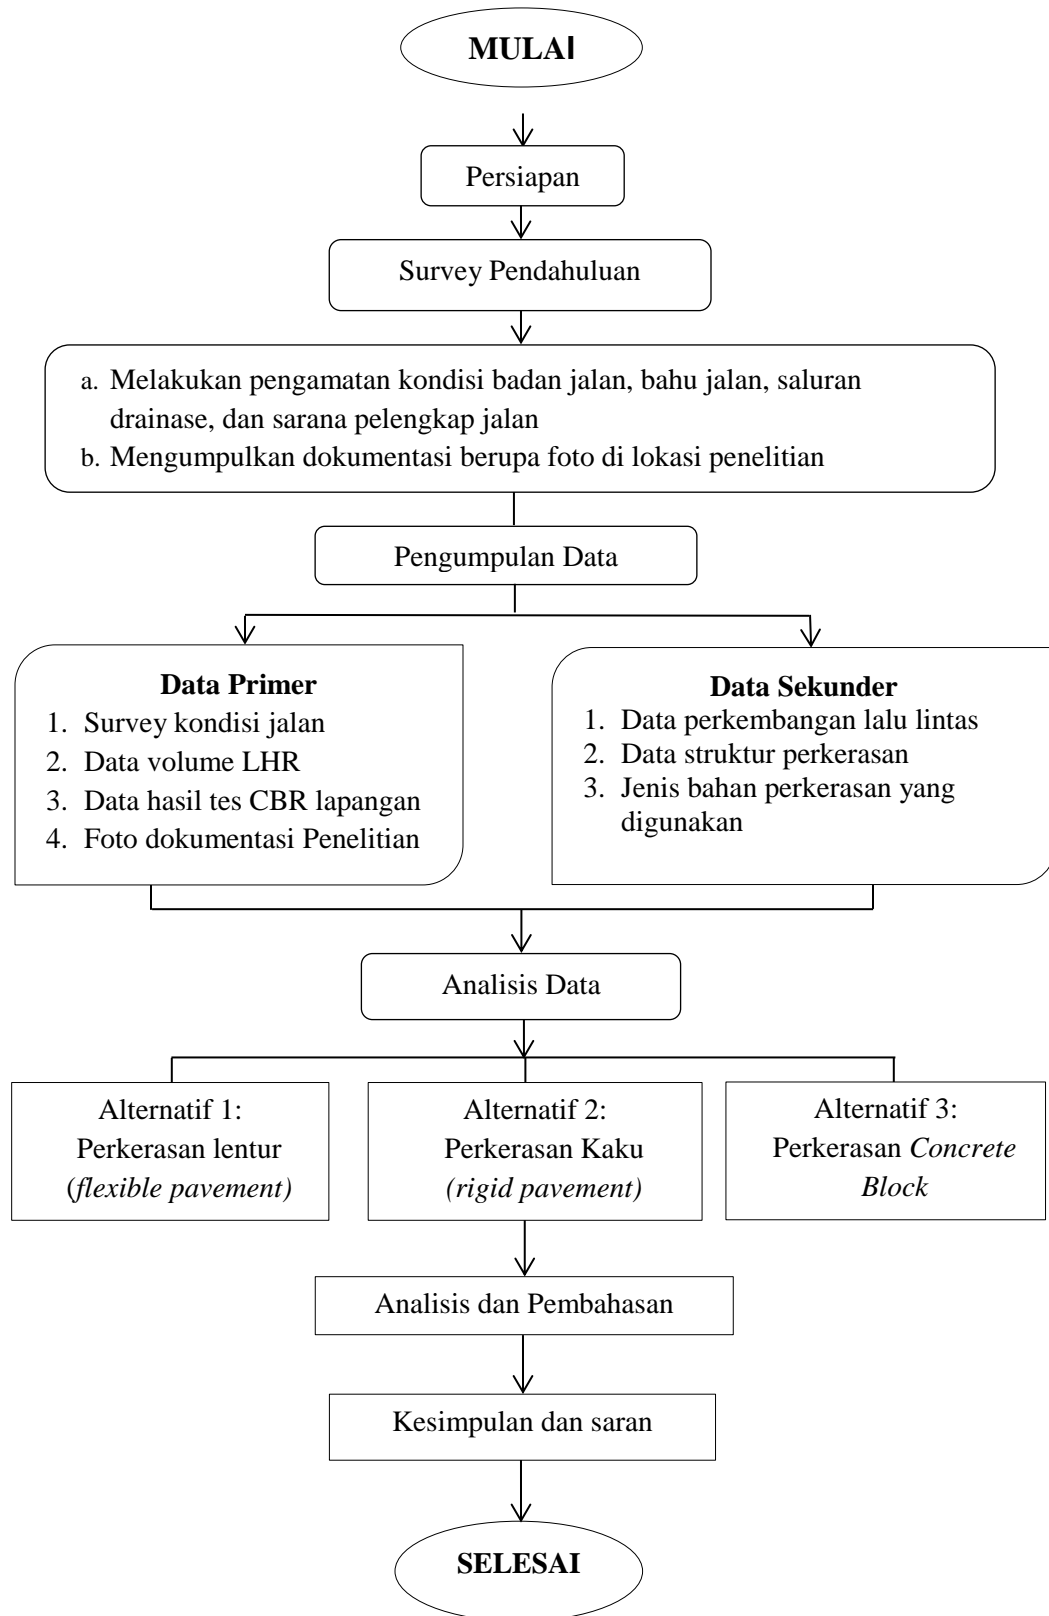 MULAI
Persiapan
Survey Pendahuluan
a. Melakukan pengamatan kondisi badan jalan, bahu jalan, saluran
drainase, dan sarana pelengkap jalan
b. Mengumpulkan dokumentasi berupa foto di lokasi penelitian
Pengumpulan Data
Data Primer
1. Survey kondisi jalan
2. Data volume LHR
3. Data hasil tes CBR lapangan
4. Foto dokumentasi Penelitian
Data Sekunder
1. Data perkembangan lalu lintas
2. Data struktur perkerasan
3. Jenis bahan perkerasan yang
digunakan
Analisis Data
Alternatif 1:
Perkerasan lentur
(flexible pavement)
Alternatif 2:
Perkerasan Kaku
(rigid pavement)
Alternatif 3:
Perkerasan Concrete
Block
Analisis dan Pembahasan
Kesimpulan dan saran
SELESAI